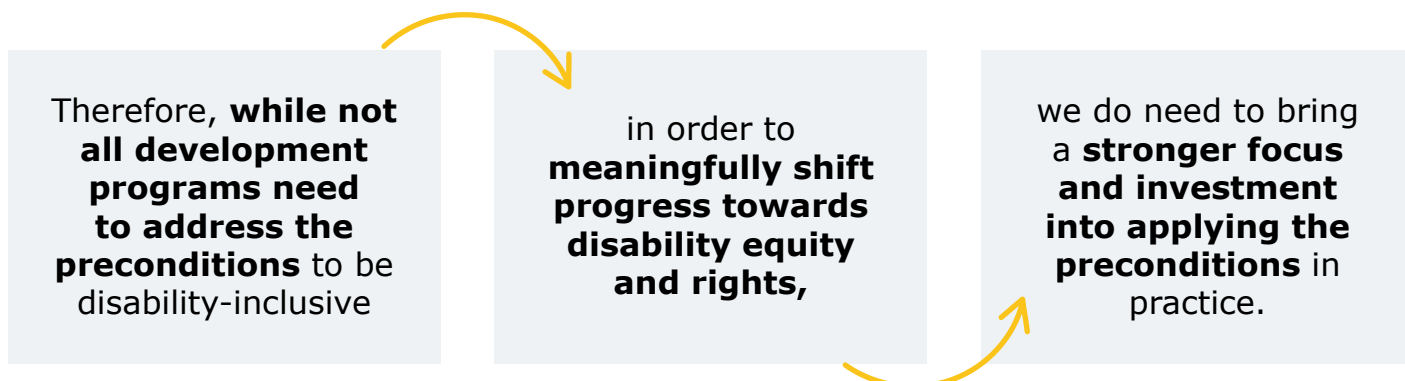 Therefore, while not
all development
programs need
to address the
preconditions to be
disability-inclusive
in order to
meaningfully shift
progress towards
disability equity
and rights,
we do need to bring
a stronger focus
and investment
into applying the
preconditions in
practice.